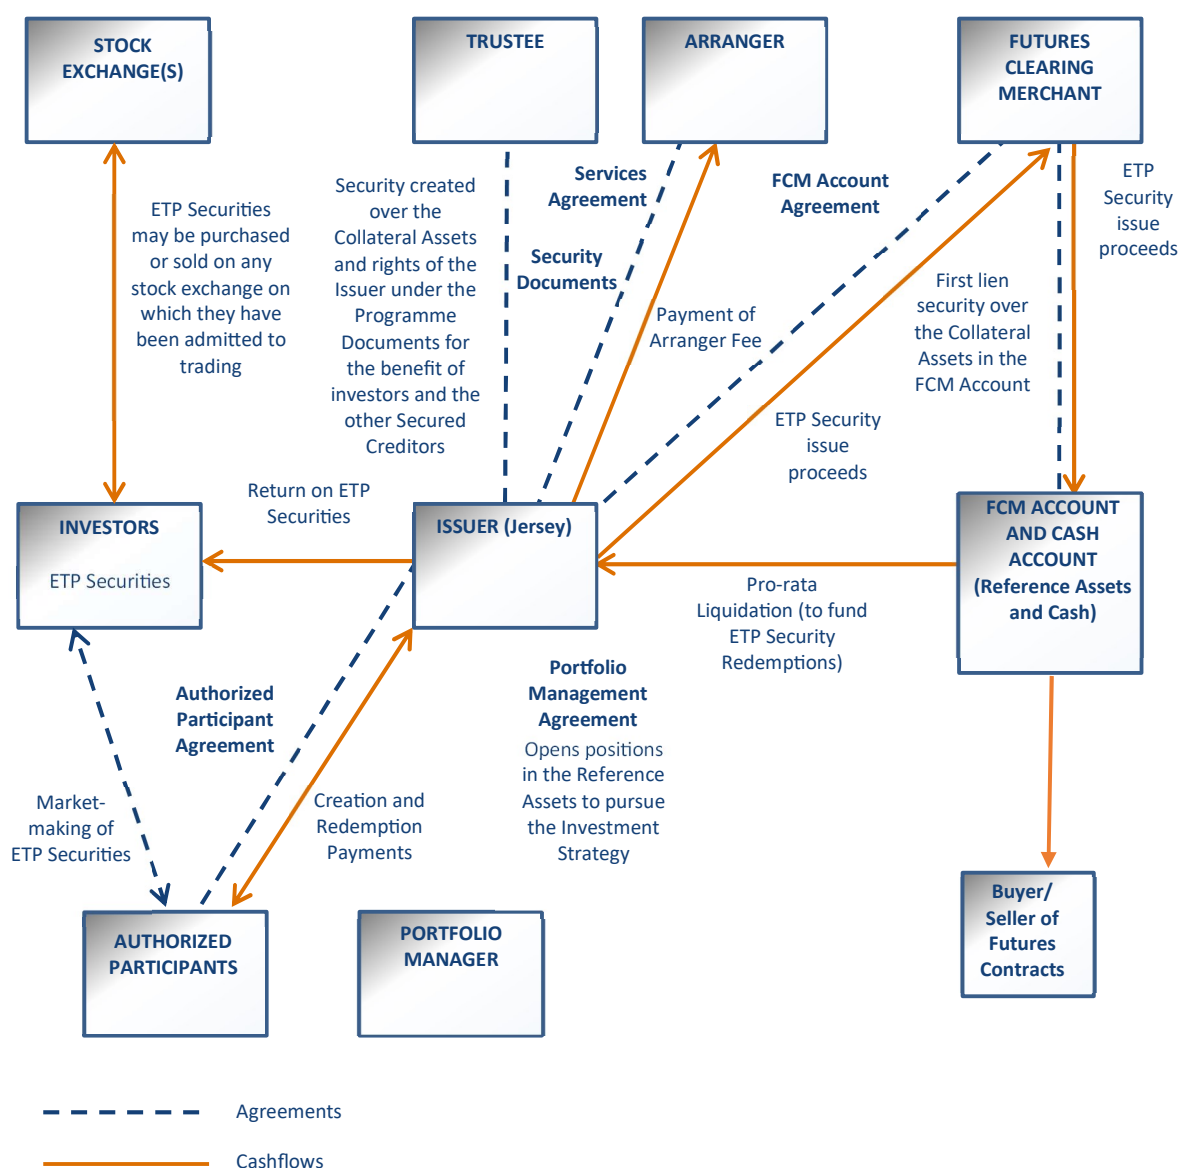 STOCK
EXCHANGE(S)
TRUSTEE
ARRANGER
FUTURES
CLEARING
MERCHANT
ETP Securities
may be purchased
or sold on any
stock exchange on
which they have
been admitted to
trading
Security created
over the
Collateral Assets
and rights of the
Issuer under the
Programme
Documents for
the benefit of
investors and the
other Secured
Creditors
Services
Agreement
Security
Documents
FCM Account
Agreement
ETP
Security
issue
proceeds
Payment of
Arranger Fee
First lien
security over
the Collateral
Assets in the
FCM Account
ETP Security
issue
proceeds
Return on ETP
Securities
INVESTORS
ETP Securities
ISSUER (Jersey)
FCM ACCOUNT
AND CASH
ACCOUNT
(Reference Assets
and Cash)
Pro-rata
Liquidation (to fund
ETP Security
Redemptions)
Authorized
Participant
Agreement
Portfolio
Management
Agreement
Opens positions
in the Reference
Assets to pursue
the Investment
Strategy
Market-
making of
ETP Securities
Creation and
Redemption
Payments
AUTHORIZED
PARTICIPANTS
PORTFOLIO
MANAGER
Buyer/
Seller of
Futures
Contracts
Agreements
Cashflows